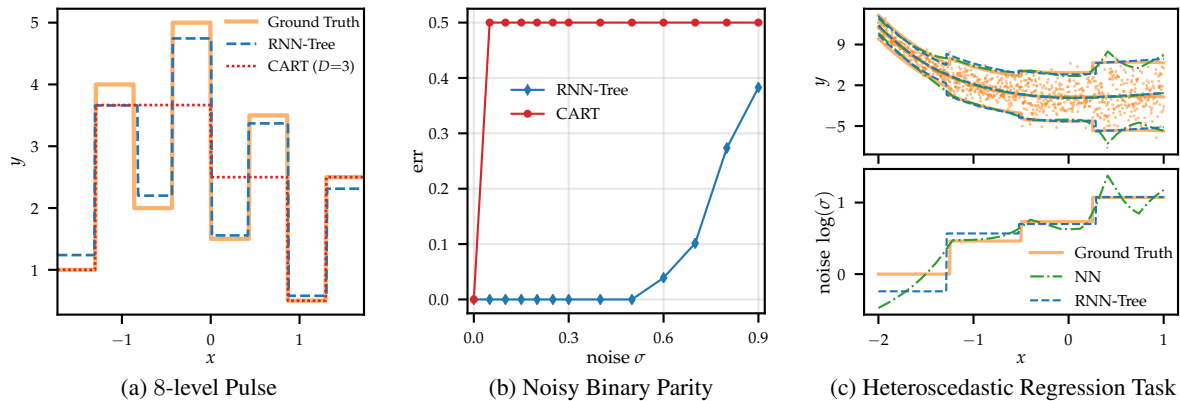 5
4
3
2
1
y
Ground Truth
RNN-Tree
CART (D=3)
−1
0
1
x
(a) 8-level Pulse
0.5
0.4
0.3
0.2
0.1
0.0
err
RNN-Tree
CART
0.0
0.3
0.6
0.9
noise σ
(b) Noisy Binary Parity
9
2
−5
y
1
0
noise log(σ)
Ground Truth
NN
RNN-Tree
−2
−1
0
1
x
(c) Heteroscedastic Regression Task